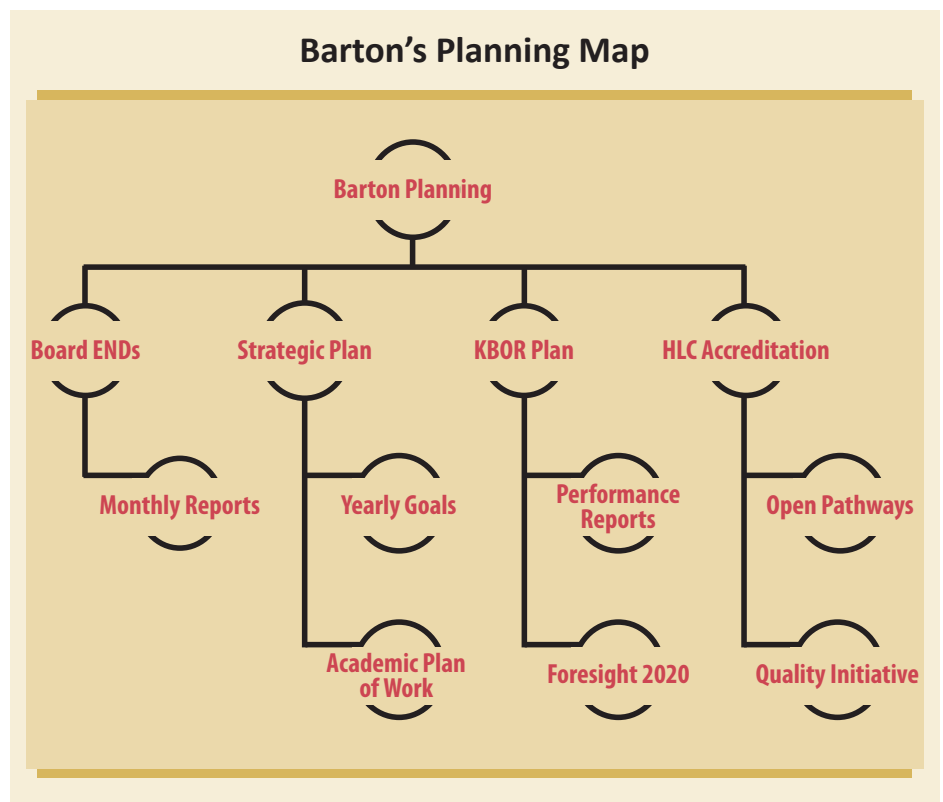 Barton’s Planning Map
Barton Planning
Board ENDs
Strategic Plan
KBOR Plan
HLC Accreditation
Monthly Reports
Yearly Goals
Performance
Reports
Open Pathways
Academic Plan
of Work
Foresight 2020
Quality Initiative